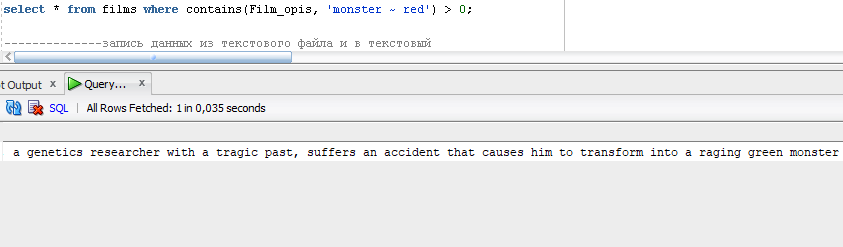 select * from films where contains(Film_opis, 'monster ~ red') > 0;
--------------запись данных из текстового файла и в текстовый
t Output x Query... x
SQL | All Rows Fetched: 1 in 0,035 seconds
a genetics researcher with a tragic past, suffers an accident that causes him to transform into a raging green monster